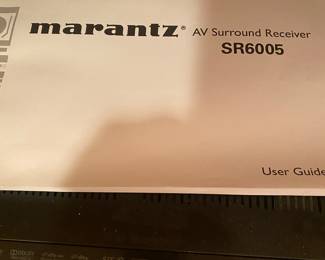 marantz® AV Surround Receiver
SR6005
User Guide